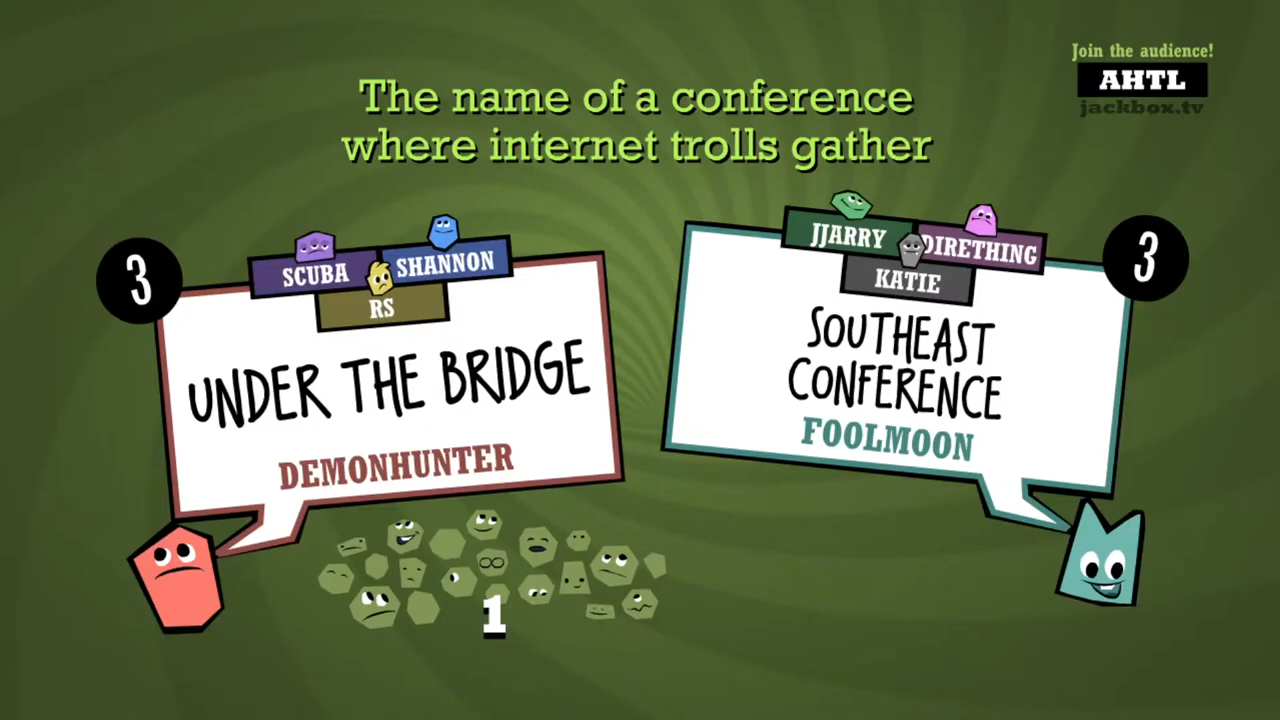 Join the audience!
AHTL
jackbox.tv
The name of a conference
where internet trolls gather
3
SCUBA
SHANNON
RS
UNDER THE BRIDGE
DEMONHUNTER
JJARRY
DIRETHING
KATIE
3
SOUTHEAST
CONFERENCE
FOOLMOON
1